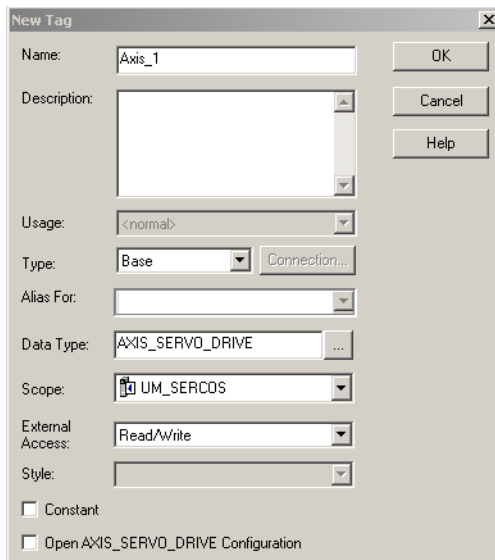 New Tag
Name: Axis_1 OK
Description: Cancel
Help
Usage: <normal>
Type: Base Connection...
Alias For:
Data Type: AXIS_SERVO_DRIVE ...
Scope: UM_SERCOS
External
Access: Read/Write
Style:
Constant
Open AXIS_SERVO_DRIVE Configuration